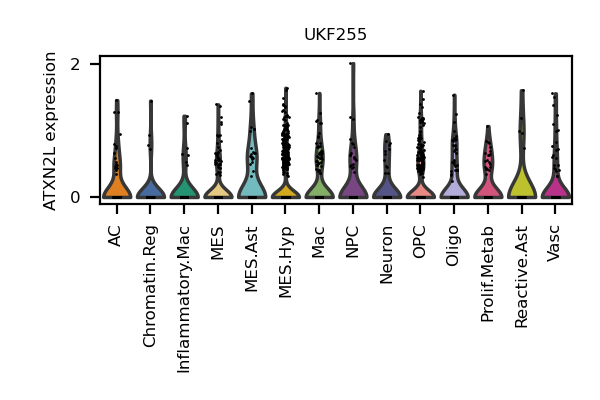 UKF255
ATXN2L expression
2
0
AC
Chromatin.Reg
Inflammatory.Mac
MES
MES.Ast
MES.Hyp
Mac
NPC
Neuron
OPC
Oligo
Prolif.Metab
Reactive.Ast
Vasc